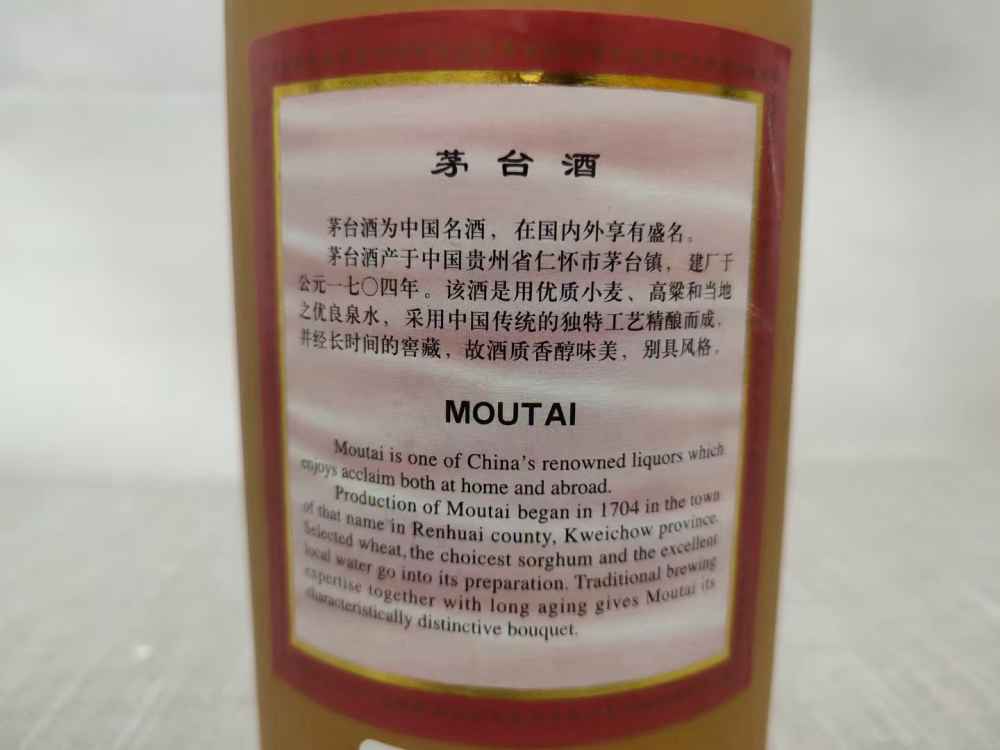 茅台酒
茅台酒为中国名酒，在国内外享有盛名。
茅台酒产于中国贵州省仁怀市茅台镇，建厂于
公元一七〇四年。该酒是用优质小麦、高粱和当地
之优良泉水，采用中国传统的独特工艺精酿而成，
并经长时间的窖藏，故酒质香醇味美，别具风格。
MOUTAI
Moutai is one of China's renowned liquors which
enjoys acclaim both at home and abroad.
Production of Moutai began in 1704 in the town
of that name in Renhuai county, Kweichow province.
Selected wheat, the choicest sorghum and the excellent
local water go into its preparation. Traditional brewing
expertise together with long aging gives Moutai its
characteristically distinctive bouquet.